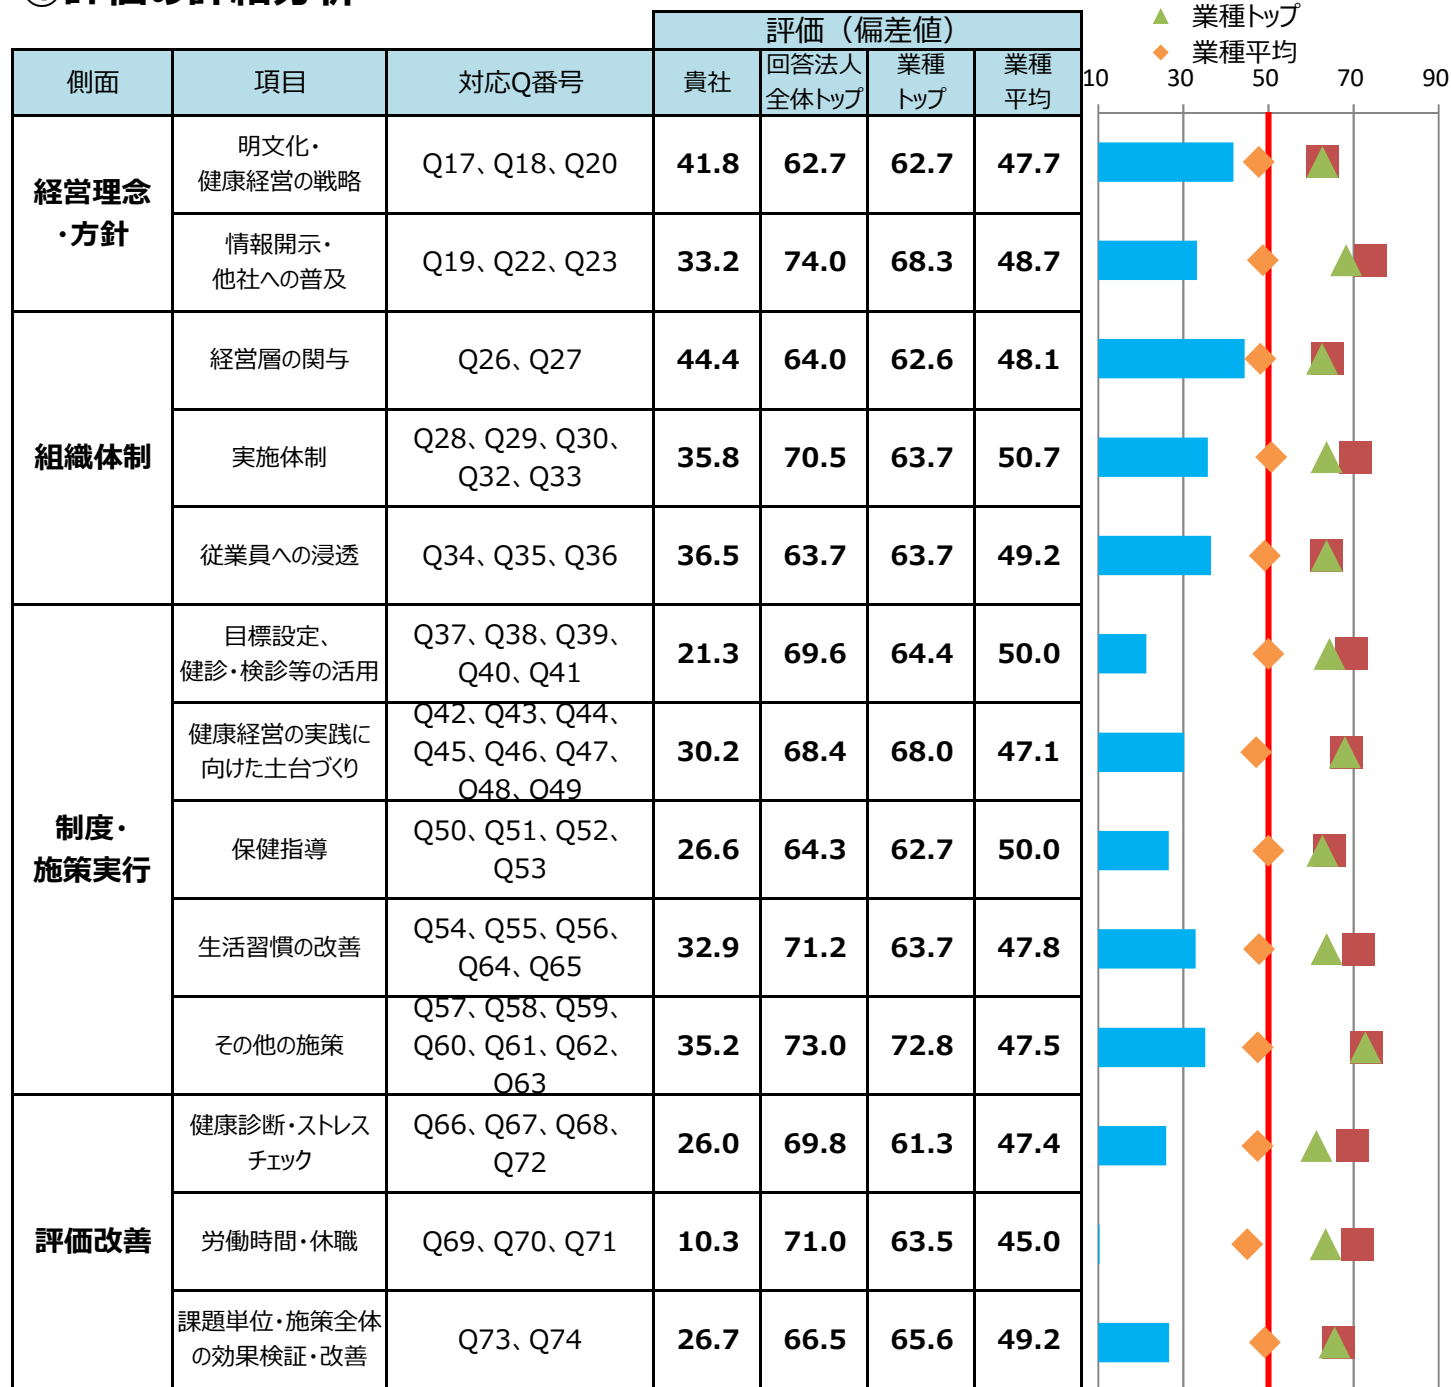 評価の詳細分析
▲ 業種トップ
◆ 業種平均
評価（偏差値）
側面 項目 対応Q番号 貴社 回答法人全体トップ 業種トップ 業種平均
10 30 50 70 90
経営理念・方針
明文化・健康経営の戦略 Q17、Q18、Q20 41.8 62.7 62.7 47.7
情報開示・他社への普及 Q19、Q22、Q23 33.2 74.0 68.3 48.7
組織体制
経営層の関与 Q26、Q27 44.4 64.0 62.6 48.1
実施体制 Q28、Q29、Q30、Q32、Q33 35.8 70.5 63.7 50.7
従業員への浸透 Q34、Q35、Q36 36.5 63.7 63.7 49.2
制度・施策実行
目標設定、健診・検診等の活用 Q37、Q38、Q39、Q40、Q41 21.3 69.6 64.4 50.0
健康経営の実践に向けた土台づくり Q42、Q43、Q44、Q45、Q46、Q47、Q48、Q49 30.2 68.4 68.0 47.1
保健指導 Q50、Q51、Q52、Q53 26.6 64.3 62.7 50.0
生活習慣の改善 Q54、Q55、Q56、Q64、Q65 32.9 71.2 63.7 47.8
その他の施策 Q57、Q58、Q59、Q60、Q61、Q62、Q63 35.2 73.0 72.8 47.5
評価改善
健康診断・ストレスチェック Q66、Q67、Q68、Q72 26.0 69.8 61.3 47.4
労働時間・休職 Q69、Q70、Q71 10.3 71.0 63.5 45.0
課題単位・施策全体の効果検証・改善 Q73、Q74 26.7 66.5 65.6 49.2